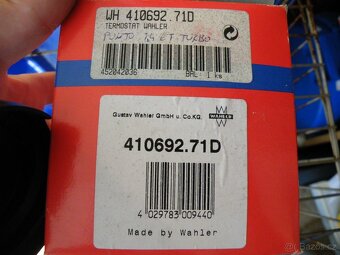 WH 410692.71D
TERMOSTAT WAHLER
PUNTO 1,4 GT TURBO
452042036
BAL: 1 ks
Gustav Wahler GmbH u. Co.KG.
WAHLER
410692.71D
4 029783 009440
Made by Wahler